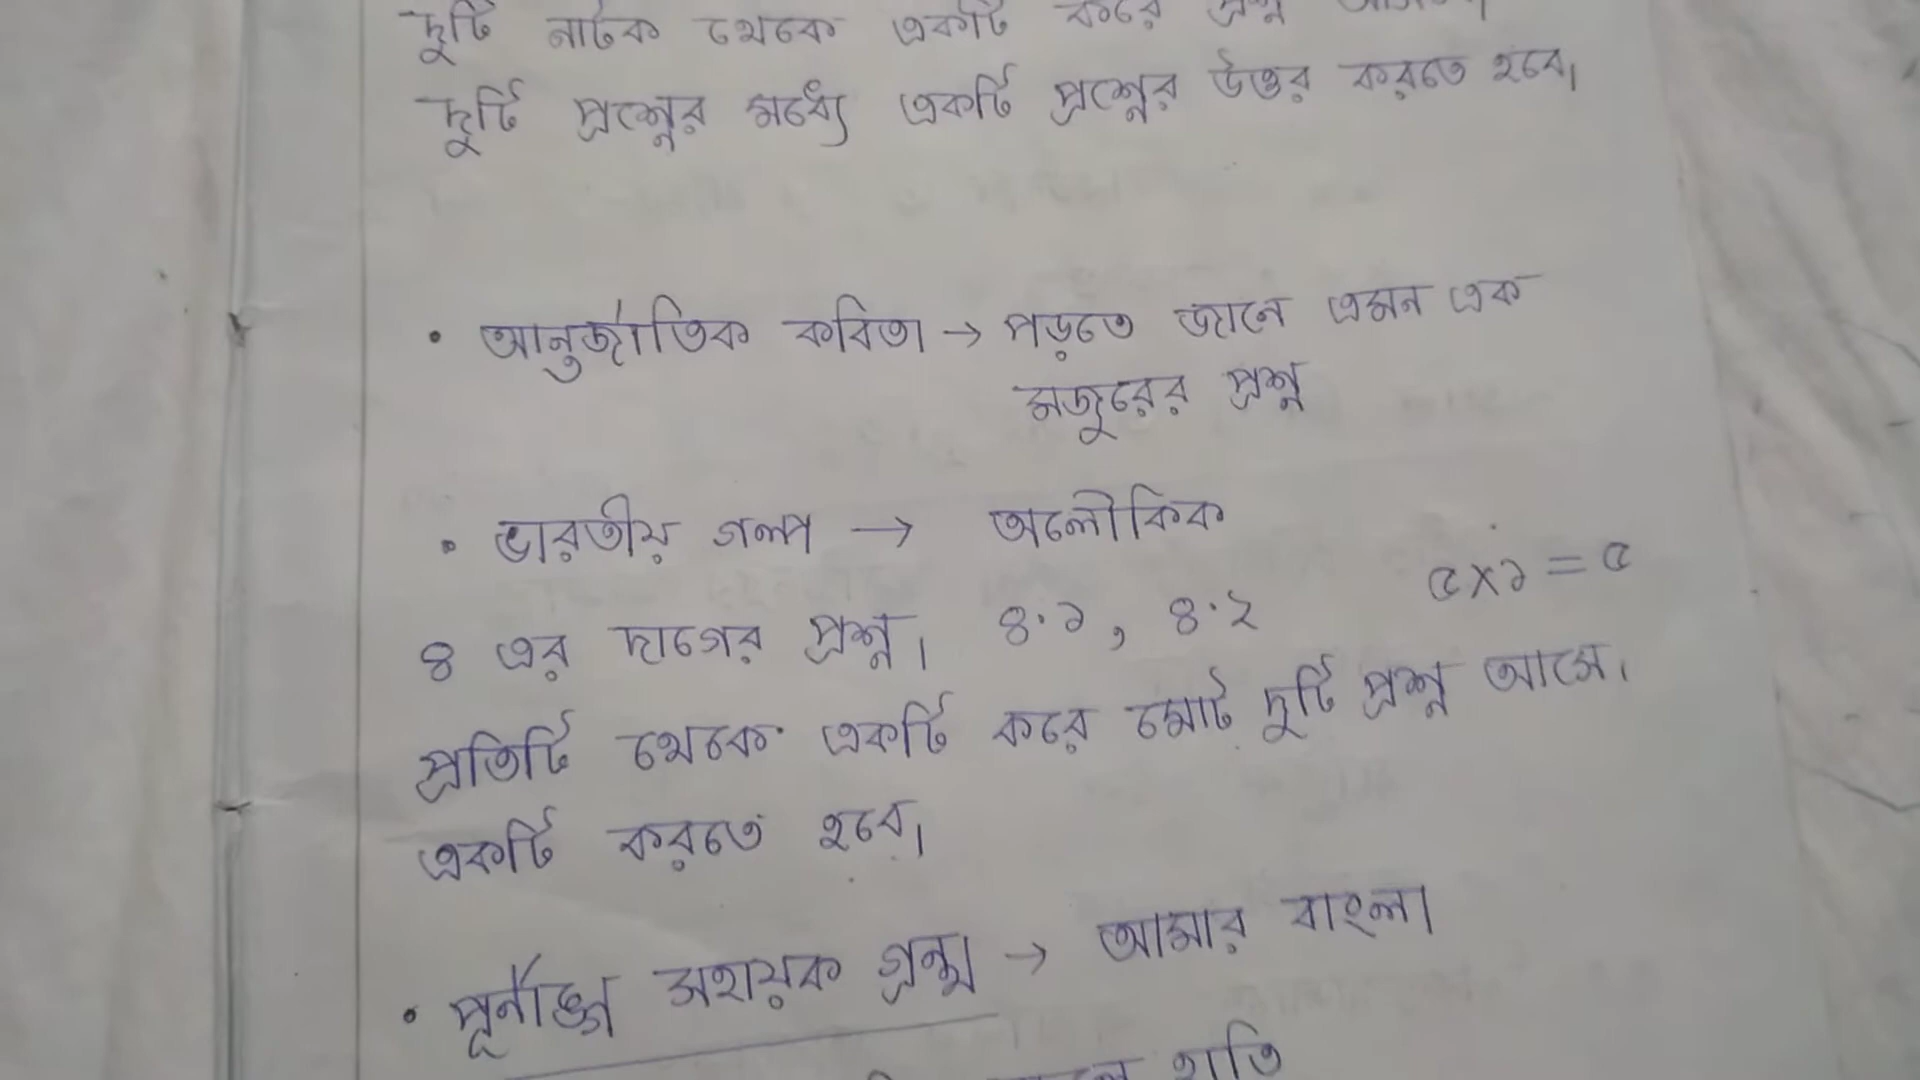 দুটি নাটক থেকে একটি করে প্রশ্ন
দুটি প্রশ্নের মধ্যে একটি প্রশ্নের উত্তর করতে হবে।
• আন্তর্জাতিক কবিতা → পড়তে জানে এমন এক
মজুরের প্রশ্ন
• ভারতীয় গল্প → অলৌকিক
৫x১ = ৫
৪ এর দাগের প্রশ্ন। ৪.১, ৪.২
প্রতিটি থেকে একটি করে মোট দুটি প্রশ্ন আসে।
একটি করতে হবে।
• পূর্নাঙ্গ সহায়ক গ্রন্থ → আমার বাংলা
হাতি